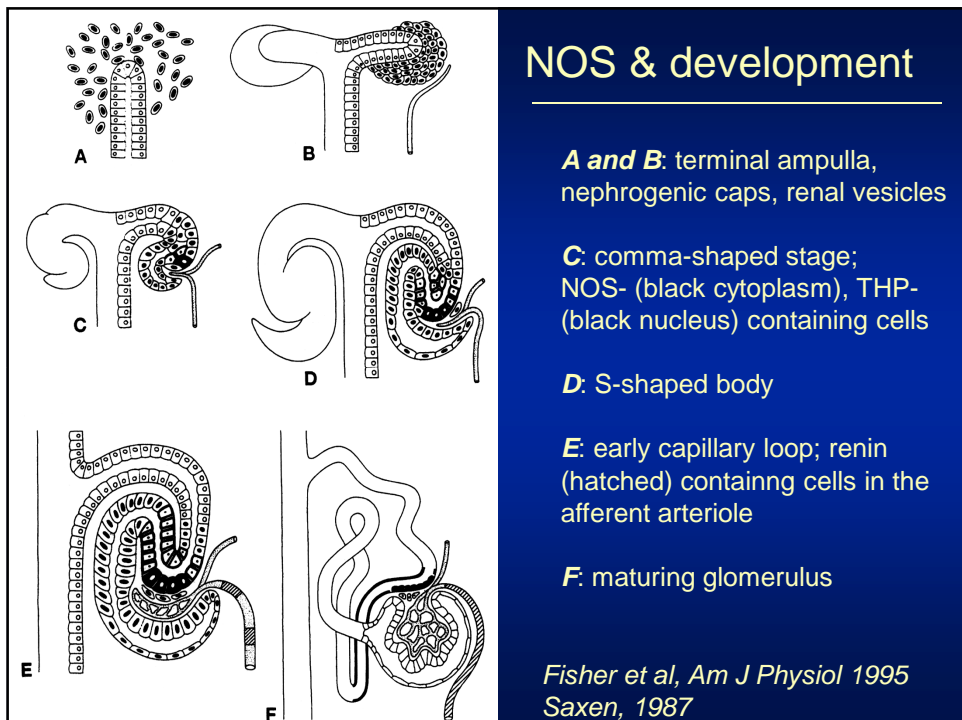 NOS & development
A and B: terminal ampulla,
nephrogenic caps, renal vesicles
C: comma-shaped stage;
NOS- (black cytoplasm), THP-
(black nucleus) containing cells
D: S-shaped body
E: early capillary loop; renin
(hatched) containng cells in the
afferent arteriole
F: maturing glomerulus
Fisher et al, Am J Physiol 1995
Saxen, 1987
A
B
C
D
E
F